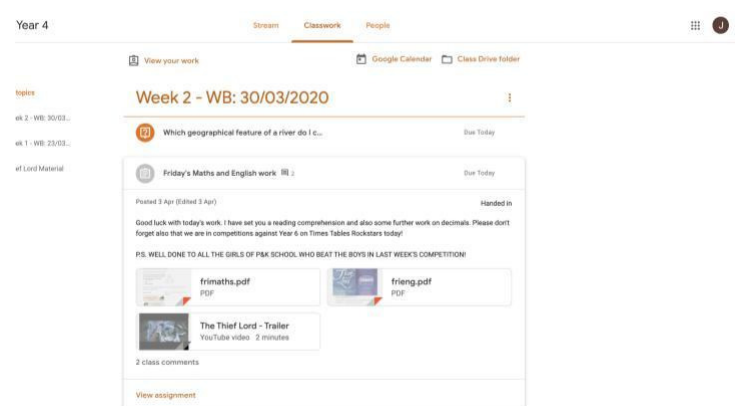 Year 4
Stream Classwork People
J
View your work
Google Calendar Class Drive folder
topics
Week 2 - WB: 30/03/2020
ek 2 - WB: 30/03...
ek 1 - WB: 23/03...
ef Lord Material
Which geographical feature of a river do I c...
Due Today
Friday's Maths and English work 2
Due Today
Posted 3 Apr (Edited 3 Apr)
Handed in
Good luck with today's work. I have set you a reading comprehension and also some further work on decimals. Please don't
forget also that we are in competitions against Year 6 on Times Tables Rockstars today!
P.S. WELL DONE TO ALL THE GIRLS OF P&K SCHOOL WHO BEAT THE BOYS IN LAST WEEK'S COMPETITION!
frimaths.pdf
PDF
frieng.pdf
PDF
The Thief Lord - Trailer
YouTube video 2 minutes
2 class comments
View assignment